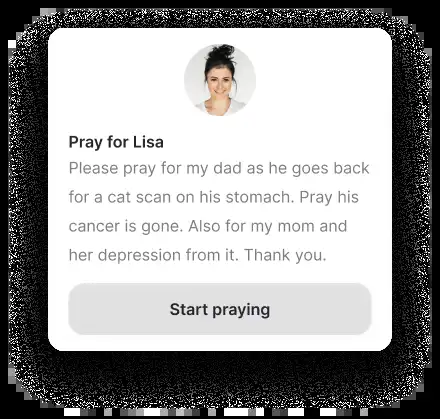 Pray for Lisa
Please pray for my dad as he goes back
for a cat scan on his stomach. Pray his
cancer is gone. Also for my mom and
her depression from it. Thank you.
Start praying